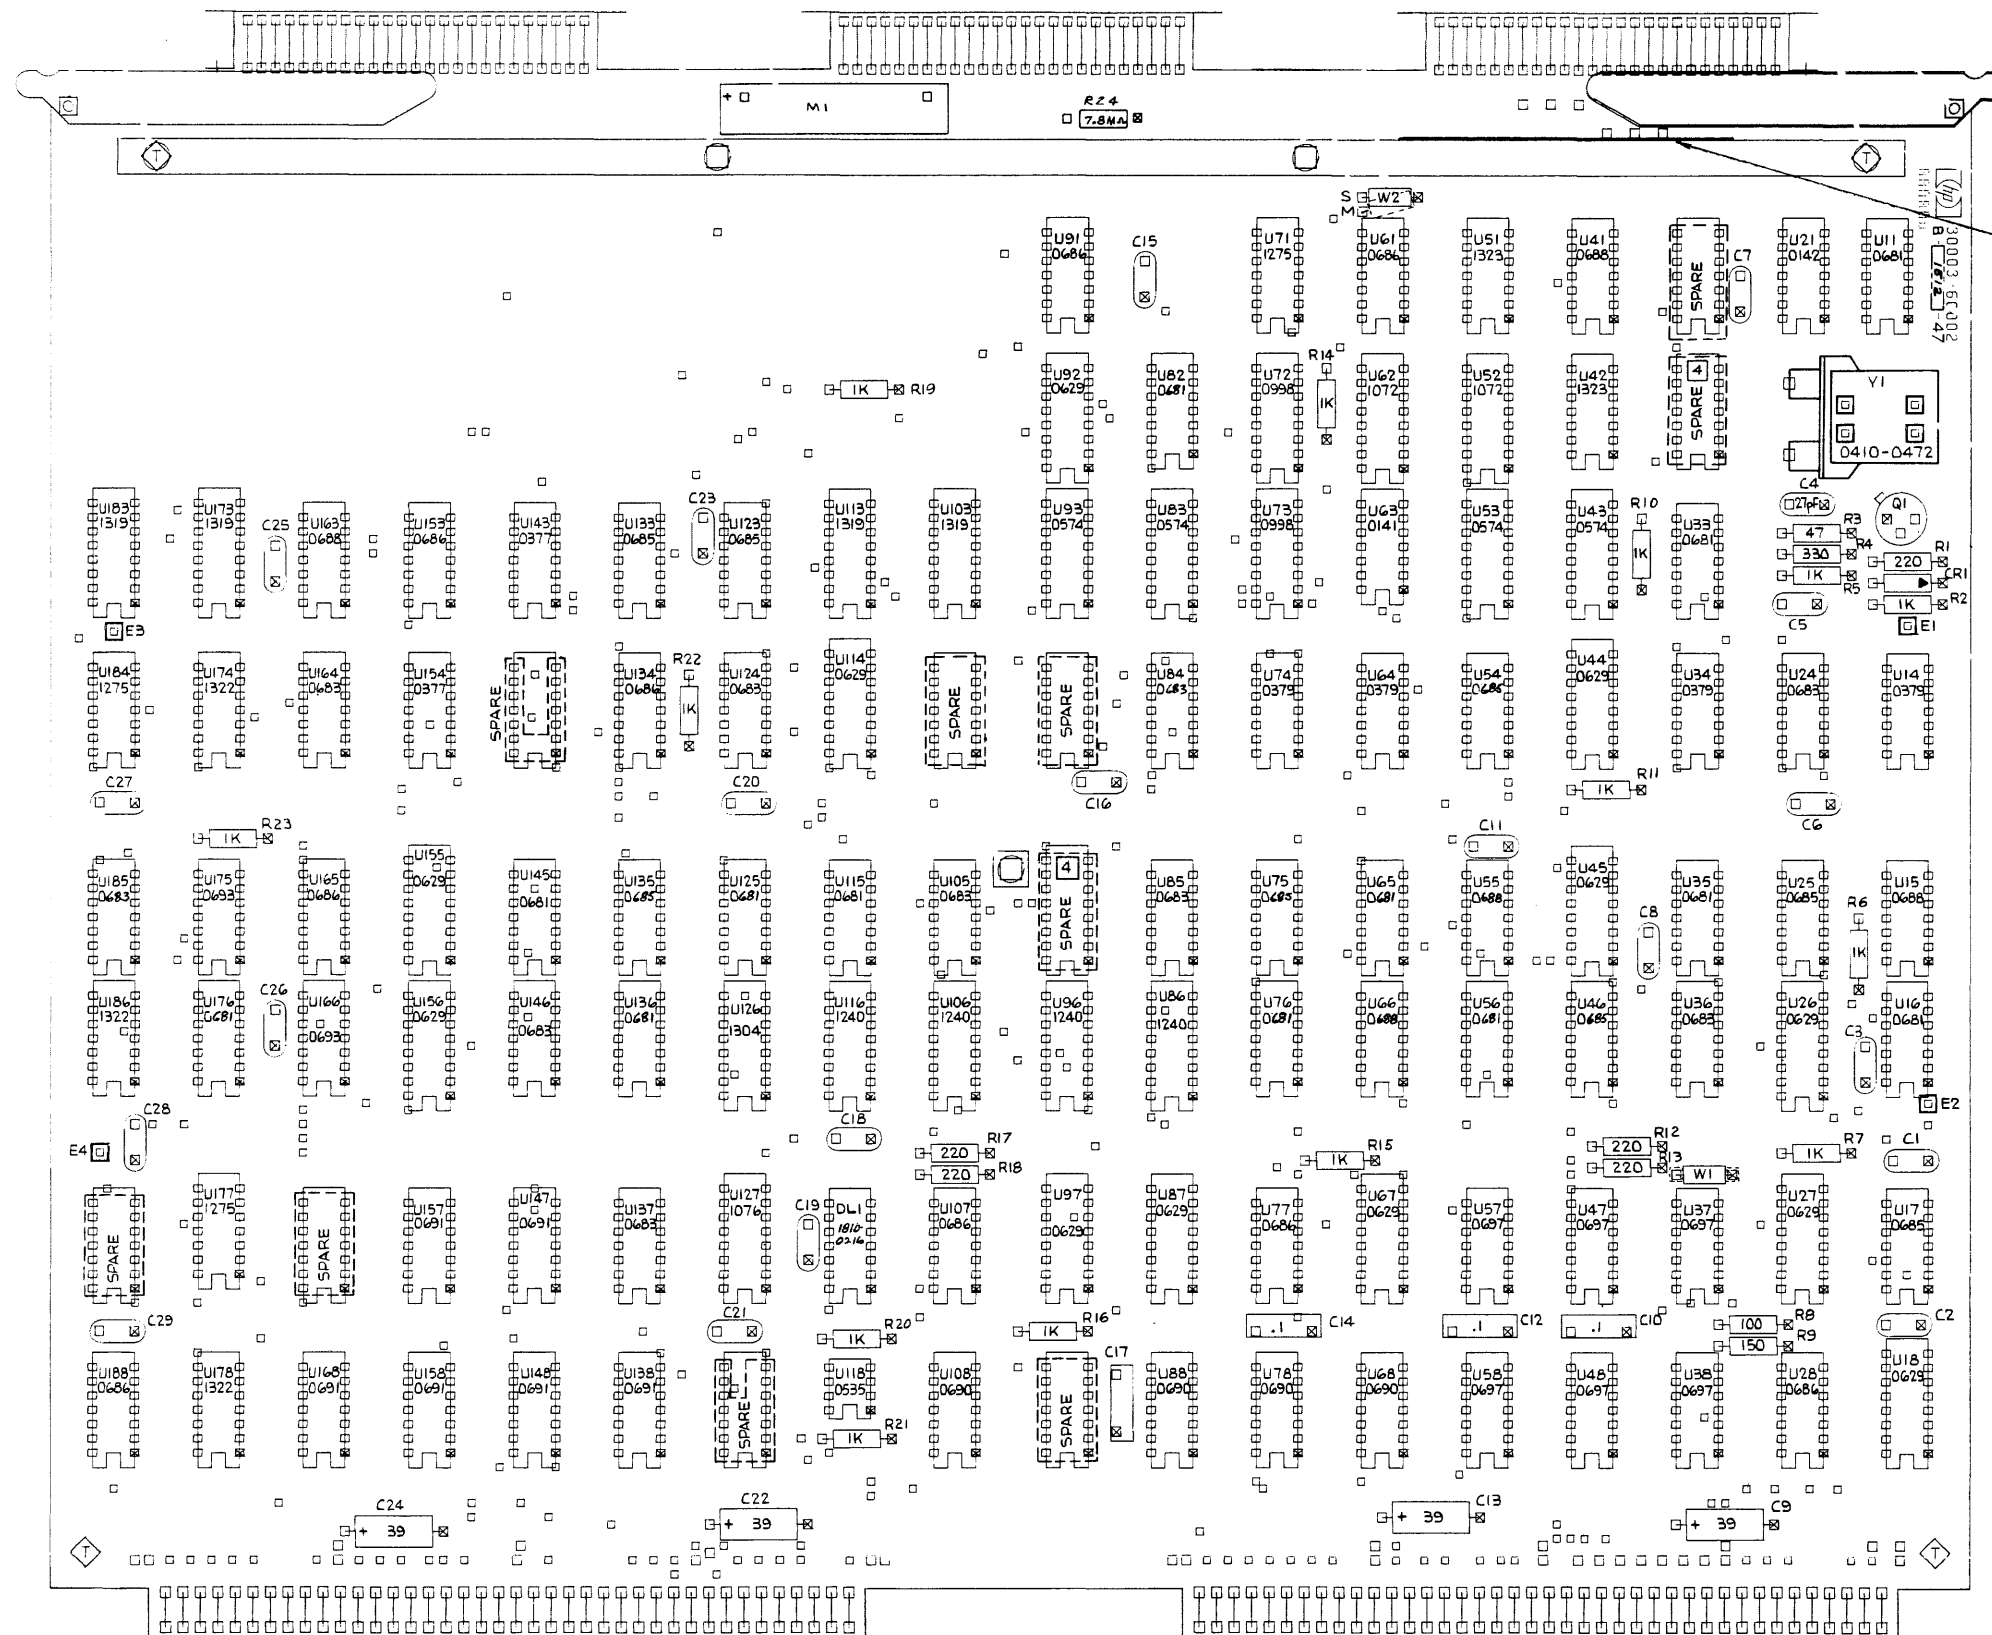 C
+ M1
R24
7.8MΩ
O
T
T
S W2
M
hp
30003-60002
B-1812-47
U91 0686
C15
U71 1275
U61 0686
U51 1323
U41 0688
SPARE
C7
U21 0142
U11 0681
1K R19
U92 0629
U82 0681
U72 0998
R14
1K
U62 1072
U52 1072
U42 1323
4
SPARE
Y1
0410-0472
U183 1319
U173 1319
C25
U163 0688
U153 0686
U143 0377
U133 0685
C23
U123 0685
U113 1319
U103 1319
U93 0574
U83 0574
U73 0998
U63 0141
U53 0574
U43 0574
R10
1K
U33 0681
C4
27pF
Q1
47 R3
330 R4
1K R5
220 R1
CR1
1K R2
C5
E3
E1
U184 1275
U174 1322
U164 0683
U154 0377
SPARE
U134 0686
R22
1K
U124 0683
U114 0629
SPARE
SPARE
U84 0683
U74 0379
U64 0379
U54 0685
U44 0629
U34 0379
U24 0683
U14 0379
C27
C20
C16
1K R11
C6
1K R23
C11
U185 0683
U175 0693
U165 0686
U155 0629
U145 0681
U135 0685
U125 0681
U115 0681
U105 0683
4
SPARE
U85 0683
U75 0685
U65 0681
U55 0688
U45 0629
U35 0681
C8
U25 0685
R6
1K
U15 0688
U186 1322
U176 0681
C26
U166 0693
U156 0629
U146 0683
U136 0681
U126 1304
U116 1240
U106 1240
U96 1240
U86 1240
U76 0681
U66 0688
U56 0681
U46 0685
U36 0683
U26 0629
C3
U16 0681
E2
C28
E4
C18
220 R17
220 R18
1K R15
220 R12
220 R13
W1
1K R7
C1
SPARE
U177 1275
SPARE
U157 0691
U147 0691
U137 0683
U127 1076
C19
DL1 1810-0216
U107 0686
U97 0629
U87 0629
U77 0686
U67 0629
U57 0697
U47 0697
U37 0697
U27 0629
U17 0685
C29
C21
1K R20
1K R16
.1 C14
.1 C12
.1 C10
100 R8
150 R9
C2
U188 0686
U178 1322
U168 0691
U158 0691
U148 0691
U138 0691
SPARE
U118 0535
1K R21
U108 0690
SPARE
C17
U88 0690
U78 0690
U68 0690
U58 0697
U48 0697
U38 0697
U28 0686
U18 0629
C24
+ 39
C22
+ 39
+ 39 C13
+ 39 C9
T
T